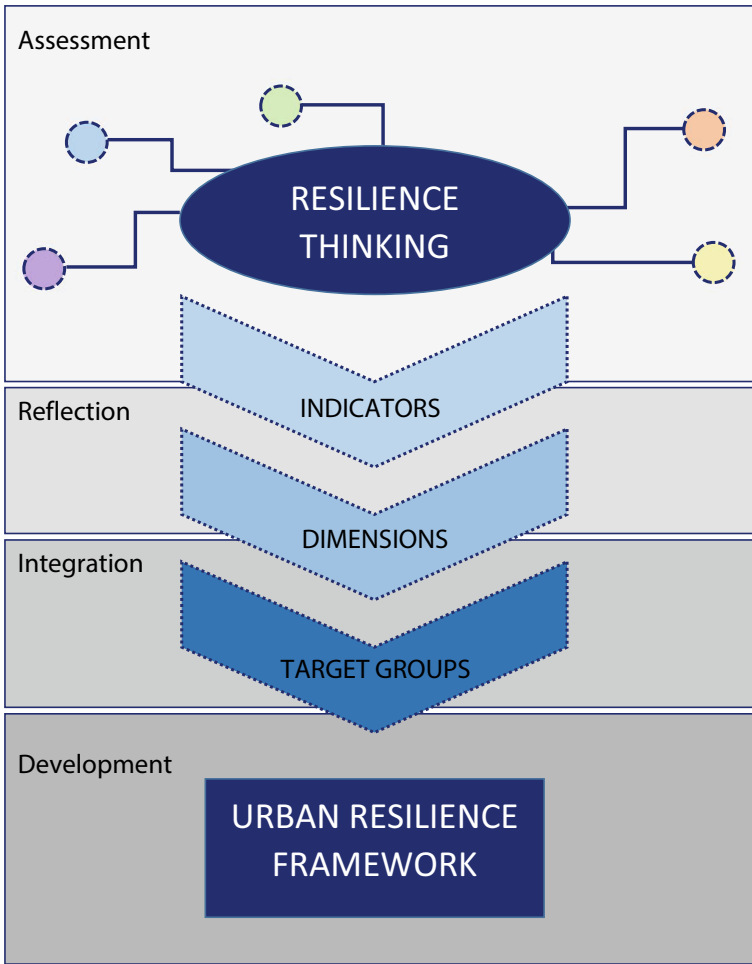 Assessment
RESILIENCE
THINKING
INDICATORS
Reflection
DIMENSIONS
Integration
TARGET GROUPS
Development
URBAN RESILIENCE
FRAMEWORK